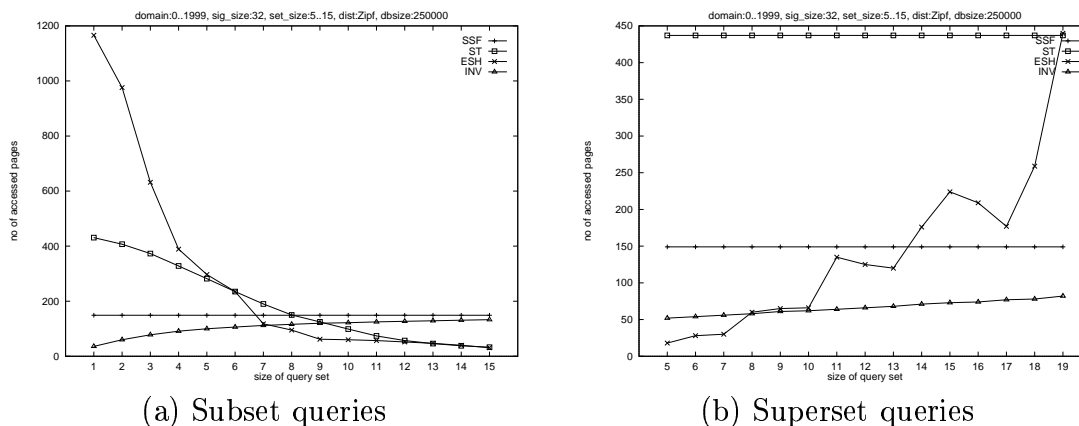 domain:0..1999, sig_size:32, set_size:5..15, dist:Zipf, dbsize:250000
1200
1000
800
600
400
200
0
no of accessed pages
SSF
ST
ESH
INV
1 2 3 4 5 6 7 8 9 10 11 12 13 14 15
size of query set
(a) Subset queries
domain:0..1999, sig_size:32, set_size:5..15, dist:Zipf, dbsize:250000
450
400
350
300
250
200
150
100
50
0
no of accessed pages
SSF
ST
ESH
INV
5 6 7 8 9 10 11 12 13 14 15 16 17 18 19
size of query set
(b) Superset queries